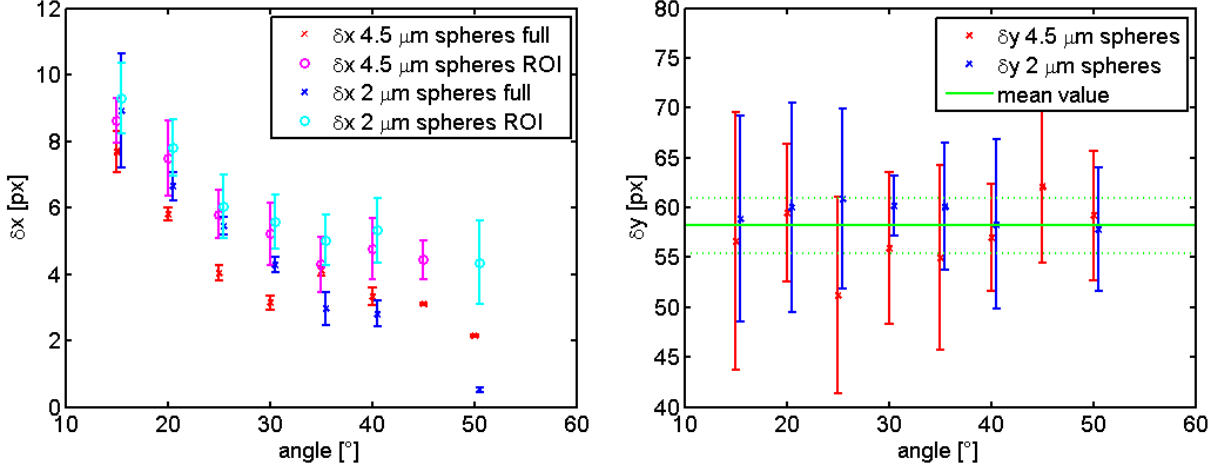 12
10
8
6
4
2
0
δx [px]
10 20 30 40 50 60
angle [°]
δx 4.5 μm spheres full
δx 4.5 μm spheres ROI
δx 2 μm spheres full
δx 2 μm spheres ROI
80
75
70
65
60
55
50
45
40
δy [px]
10 20 30 40 50 60
angle [°]
δy 4.5 μm spheres
δy 2 μm spheres
mean value